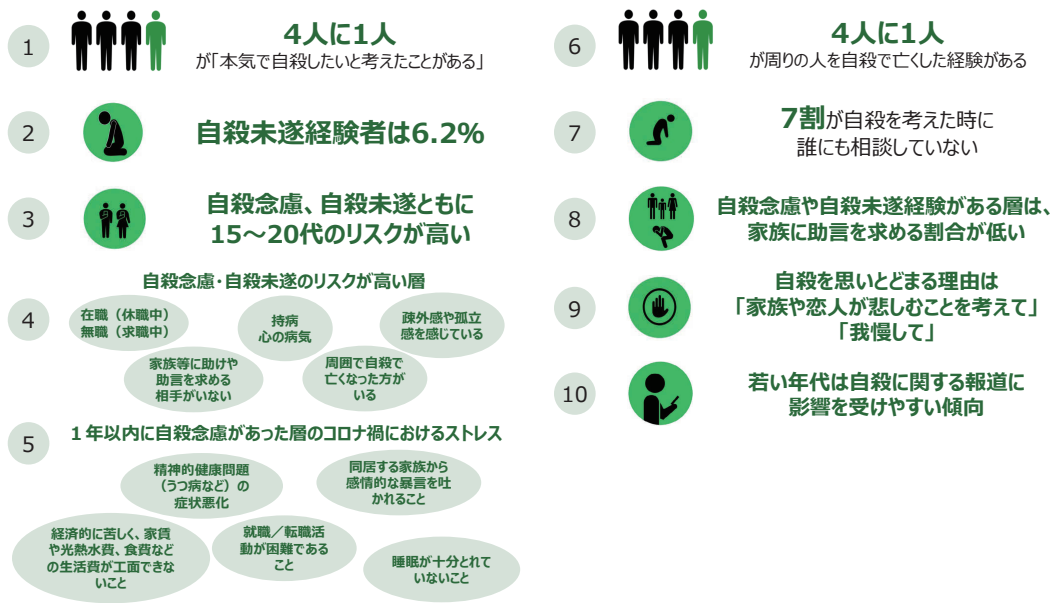 1
4人に1人
が「本気で自殺したいと考えたことがある」
2
自殺未遂経験者は6.2%
3
自殺念慮、自殺未遂ともに
15～20代のリスクが高い
4
自殺念慮・自殺未遂のリスクが高い層
在職（休職中）
無職（求職中）
持病
心の病気
疎外感や孤立
感を感じている
家族等に助けや
助言を求める
相手がいない
周囲で自殺で
亡くなった方が
いる
5
１年以内に自殺念慮があった層のコロナ禍におけるストレス
精神的健康問題
（うつ病など）の
症状悪化
同居する家族から
感情的な暴言を吐
かれること
経済的に苦しく、家賃
や光熱水費、食費など
の生活費が工面できな
いこと
就職／転職活
動が困難である
こと
睡眠が十分とれて
いないこと
6
4人に1人
が周りの人を自殺で亡くした経験がある
7
7割が自殺を考えた時に
誰にも相談していない
8
自殺念慮や自殺未遂経験がある層は、
家族に助言を求める割合が低い
9
自殺を思いとどまる理由は
「家族や恋人が悲しむことを考えて」
「我慢して」
10
若い年代は自殺に関する報道に
影響を受けやすい傾向